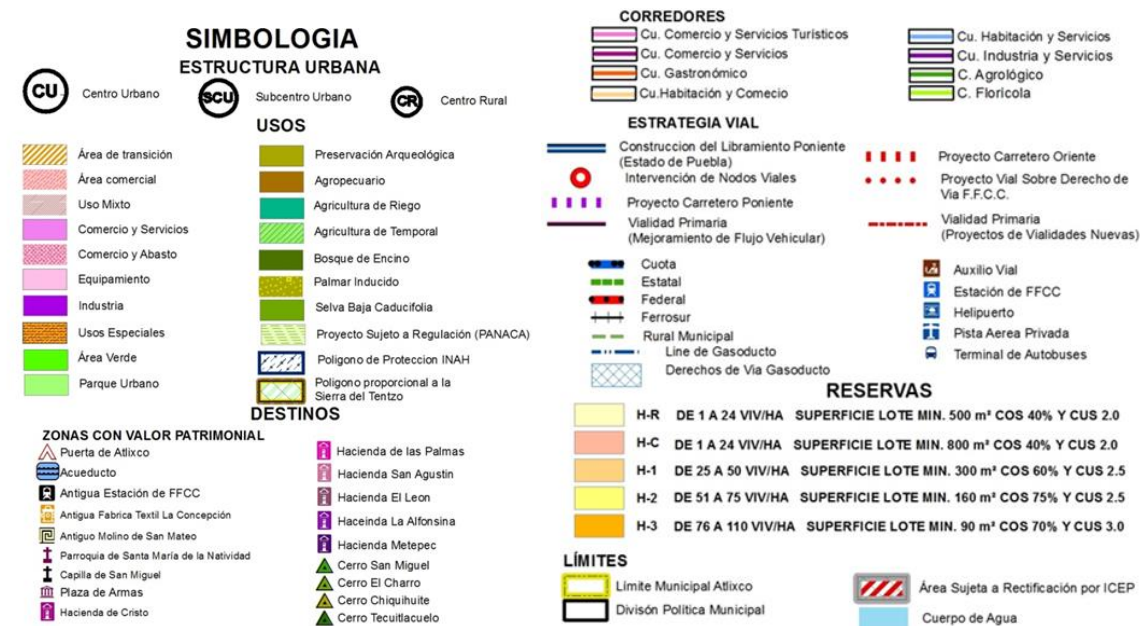 SIMBOLOGIA
ESTRUCTURA URBANA
CU Centro Urbano
SCU Subcentro Urbano
CR Centro Rural
USOS
Área de transición
Área comercial
Uso Mixto
Comercio y Servicios
Comercio y Abasto
Equipamiento
Industria
Usos Especiales
Área Verde
Parque Urbano
Preservación Arqueológica
Agropecuario
Agricultura de Riego
Agricultura de Temporal
Bosque de Encino
Palmar Inducido
Selva Baja Caducifolia
Proyecto Sujeto a Regulación (PANACA)
Poligono de Proteccion INAH
Poligono proporcional a la
Sierra del Tentzo
DESTINOS
ZONAS CON VALOR PATRIMONIAL
Puerta de Atlixco
Acueducto
Antigua Estación de FFCC
Antigua Fabrica Textil La Concepción
Antiguo Molino de San Mateo
Parroquia de Santa María de la Natividad
Capilla de San Miguel
Plaza de Armas
Hacienda de Cristo
Hacienda de las Palmas
Hacienda San Agustin
Hacienda El Leon
Haceinda La Alfonsina
Hacienda Metepec
Cerro San Miguel
Cerro El Charro
Cerro Chiquihuite
Cerro Tecuitlacuelo
CORREDORES
Cu. Comercio y Servicios Turísticos
Cu. Comercio y Servicios
Cu. Gastronómico
Cu.Habitación y Comecio
Cu. Habitación y Servicios
Cu. Industria y Servicios
C. Agrológico
C. Florícola
ESTRATEGIA VIAL
Construccion del Libramiento Poniente
(Estado de Puebla)
Intervención de Nodos Viales
Proyecto Carretero Poniente
Vialidad Primaria
(Mejoramiento de Flujo Vehicular)
Proyecto Carretero Oriente
Proyecto Vial Sobre Derecho de
Via F.F.C.C.
Vialidad Primaria
(Proyectos de Vialidades Nuevas)
Cuota
Estatal
Federal
Ferrosur
Rural Municipal
Line de Gasoducto
Derechos de Via Gasoducto
Auxilio Vial
Estación de FFCC
Helipuerto
Pista Aerea Privada
Terminal de Autobuses
RESERVAS
H-R DE 1 A 24 VIV/HA SUPERFICIE LOTE MIN. 500 m² COS 40% Y CUS 2.0
H-C DE 1 A 24 VIV/HA SUPERFICIE LOTE MIN. 800 m² COS 40% Y CUS 2.0
H-1 DE 25 A 50 VIV/HA SUPERFICIE LOTE MIN. 300 m² COS 60% Y CUS 2.5
H-2 DE 51 A 75 VIV/HA SUPERFICIE LOTE MIN. 160 m² COS 75% Y CUS 2.5
H-3 DE 76 A 110 VIV/HA SUPERFICIE LOTE MIN. 90 m² COS 70% Y CUS 3.0
LÍMITES
Límite Municipal Atlixco
Divisón Política Municipal
Área Sujeta a Rectificación por ICEP
Cuerpo de Agua